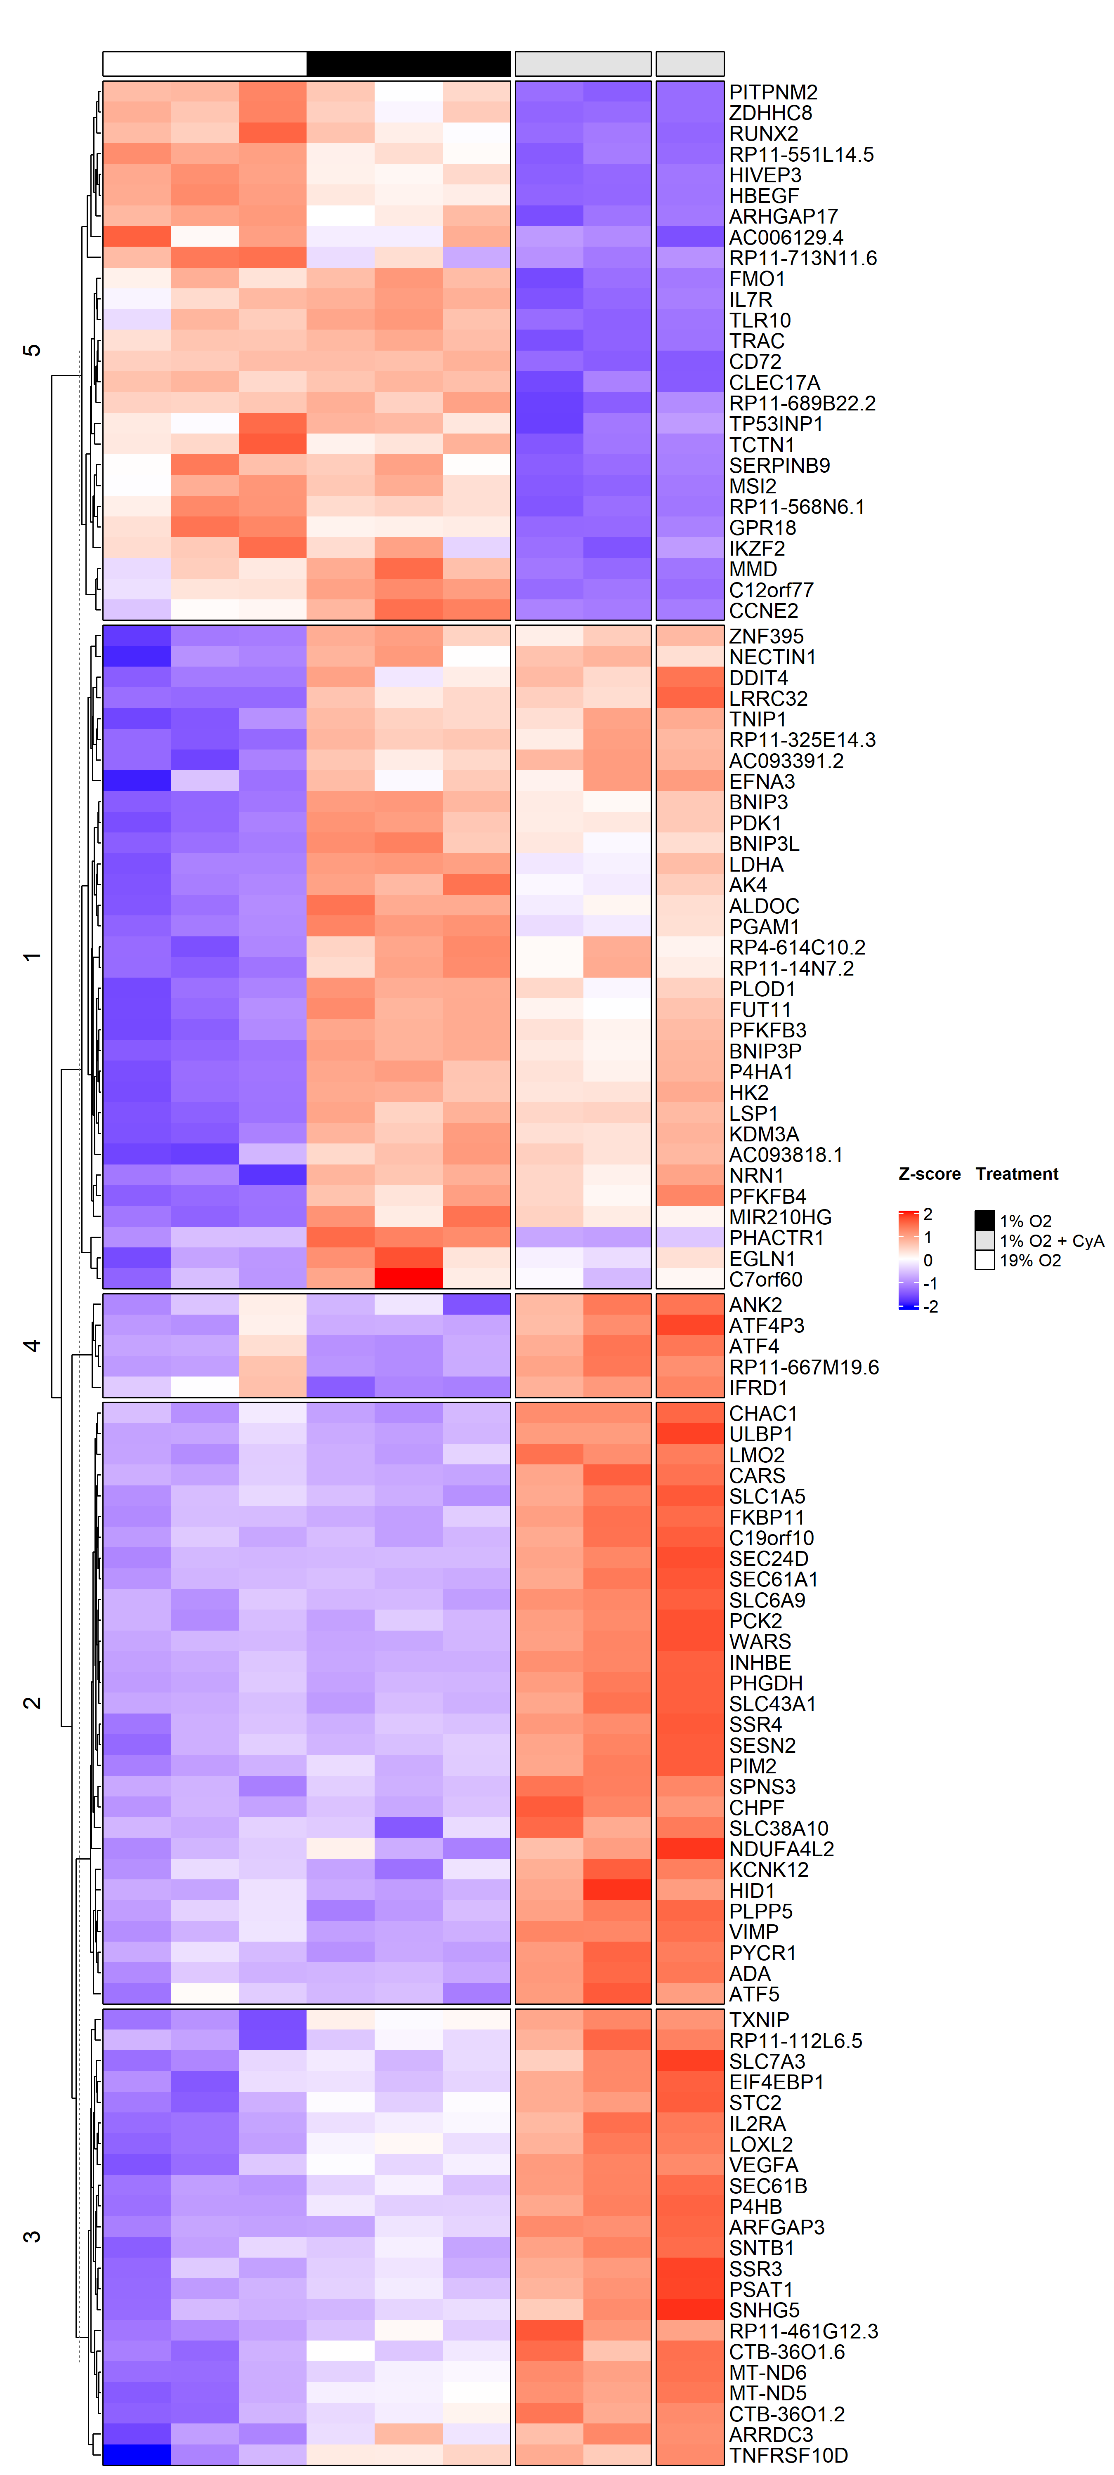 PITPNM2
ZDHHC8
RUNX2
RP11-551L14.5
HIVEP3
HBEGF
ARHGAP17
AC006129.4
RP11-713N11.6
FMO1
IL7R
TLR10
TRAC
5
CD72
CLEC17A
RP11-689B22.2
TP53INP1
TCTN1
SERPINB9
MSI2
RP11-568N6.1
GPR18
IKZF2
MMD
C12orf77
CCNE2
ZNF395
NECTIN1
DDIT4
LRRC32
TNIP1
RP11-325E14.3
AC093391.2
EFNA3
BNIP3
PDK1
BNIP3L
LDHA
AK4
ALDOC
PGAM1
RP4-614C10.2
1
RP11-14N7.2
PLOD1
FUT11
PFKFB3
BNIP3P
P4HA1
HK2
LSP1
KDM3A
AC093818.1
NRN1
PFKFB4
MIR210HG
PHACTR1
EGLN1
C7orf60
Z-score
2
1
0
-1
-2
Treatment
1% O2
1% O2 + CyA
19% O2
ANK2
ATF4P3
4
ATF4
RP11-667M19.6
IFRD1
CHAC1
ULBP1
LMO2
CARS
SLC1A5
FKBP11
C19orf10
SEC24D
SEC61A1
SLC6A9
PCK2
WARS
INHBE
PHGDH
2
SLC43A1
SSR4
SESN2
PIM2
SPNS3
CHPF
SLC38A10
NDUFA4L2
KCNK12
HID1
PLPP5
VIMP
PYCR1
ADA
ATF5
TXNIP
RP11-112L6.5
SLC7A3
EIF4EBP1
STC2
IL2RA
LOXL2
VEGFA
SEC61B
P4HB
ARFGAP3
3
SNTB1
SSR3
PSAT1
SNHG5
RP11-461G12.3
CTB-36O1.6
MT-ND6
MT-ND5
CTB-36O1.2
ARRDC3
TNFRSF10D